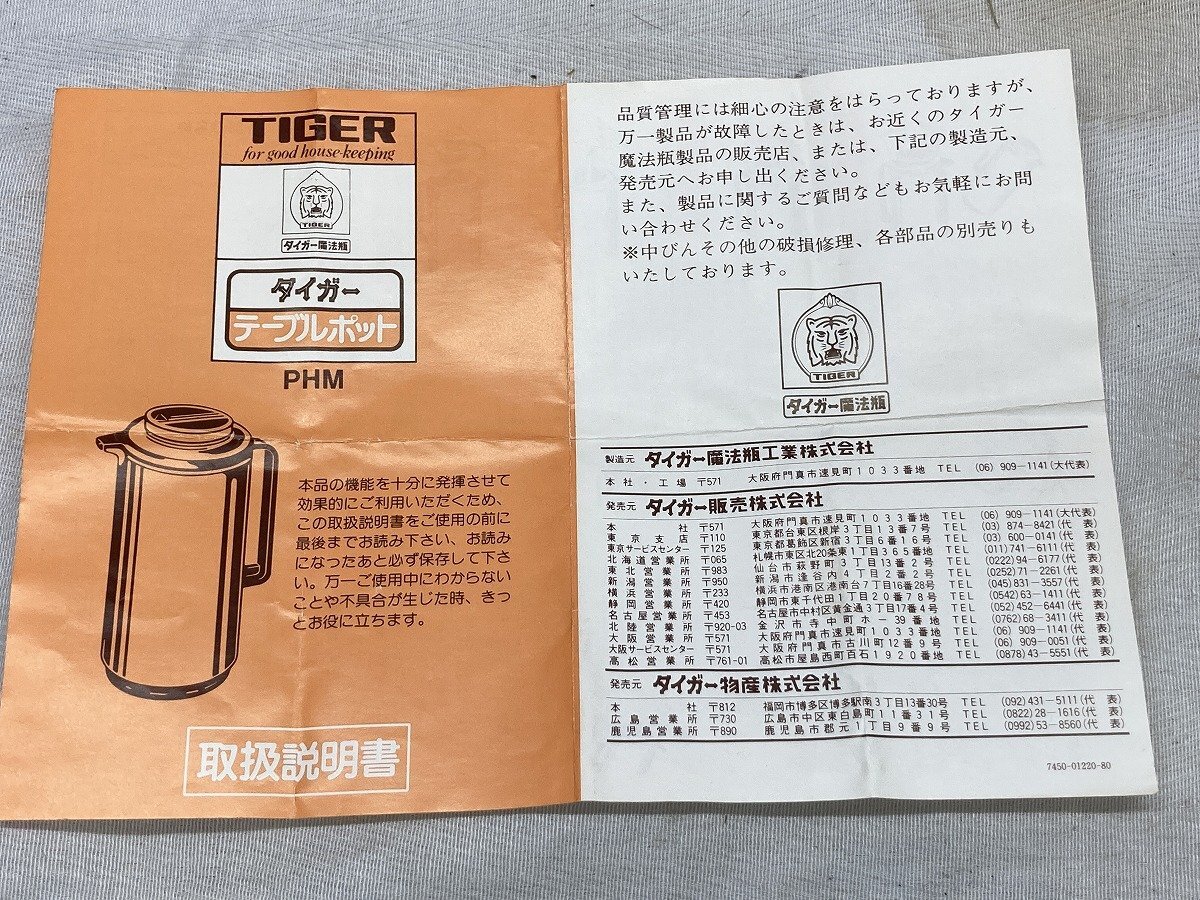 TIGER
for good house-keeping
TIGER
タイガー魔法瓶
タイガー
テーブルポット
PHM
本品の機能を十分に発揮させて
効果的にご利用いただくため、
この取扱説明書をご使用の前に
最後までお読み下さい、お読み
になったあと必ず保存して下さ
い。万一ご使用中にわからない
ことや不具合が生じた時、きっ
とお役に立ちます。
取扱説明書
品質管理には細心の注意をはらっておりますが、
万一製品が故障したときは、お近くのタイガー
魔法瓶製品の販売店、または、下記の製造元、
発売元へお申し出ください。
また、製品に関するご質問などもお気軽にお問
い合わせください。
※中びんその他の破損修理、各部品の別売りも
いたしております。
TIGER
タイガー魔法瓶
製造元 タイガー魔法瓶工業株式会社
本社・工場 〒571 大阪府門真市速見町1033番地 TEL (06) 909-1141(大代表)
発売元 タイガー販売株式会社
本社 〒571 大阪府門真市速見町1033番地 TEL (06) 909-1141(大代表)
東京支店 〒110 東京都台東区根岸3丁目13番7号 TEL (03) 874-8421(代表)
東京サービスセンター 〒125 東京都葛飾区新宿3丁目6番16号 TEL (03) 600-0141(代表)
北海道営業所 〒065 札幌市東区北20条東1丁目365番地 TEL (011)741-6111(代表)
東北営業所 〒983 仙台市萩野町3丁目13番2号 TEL (0222)94-6177(代表)
新潟営業所 〒950 新潟市逢谷内4丁目2番2号 TEL (0252)71-2261(代表)
横浜営業所 〒233 横浜市港南区港南台7丁目16番28号 TEL (045)831-3557(代表)
静岡営業所 〒420 静岡市東千代田1丁目20番78号 TEL (0542)63-1411(代表)
名古屋営業所 〒453 名古屋市中村区黄金通3丁目17番4号 TEL (052)452-6441(代表)
北陸営業所 〒920-03 金沢市寺中町ホ-39番地 TEL (0762)68-3411(代表)
大阪営業所 〒571 大阪府門真市速見町1033番地 TEL (06) 909-1141(代表)
大阪サービスセンター 〒571 大阪府門真市古川町12番9号 TEL (06) 909-0051(代表)
高松営業所 〒761-01 高松市屋島西町百石1920番地 TEL (0878)43-5551(代表)
発売元 タイガー物産株式会社
本社 〒812 福岡市博多区博多駅南3丁目13番30号 TEL (092)431-5111(代表)
広島営業所 〒730 広島市中区東白島町11番31号 TEL (0822)28-1616(代表)
鹿児島営業所 〒890 鹿児島市郡元1丁目9番9号 TEL (0992)53-8560(代表)
7450-01220-80